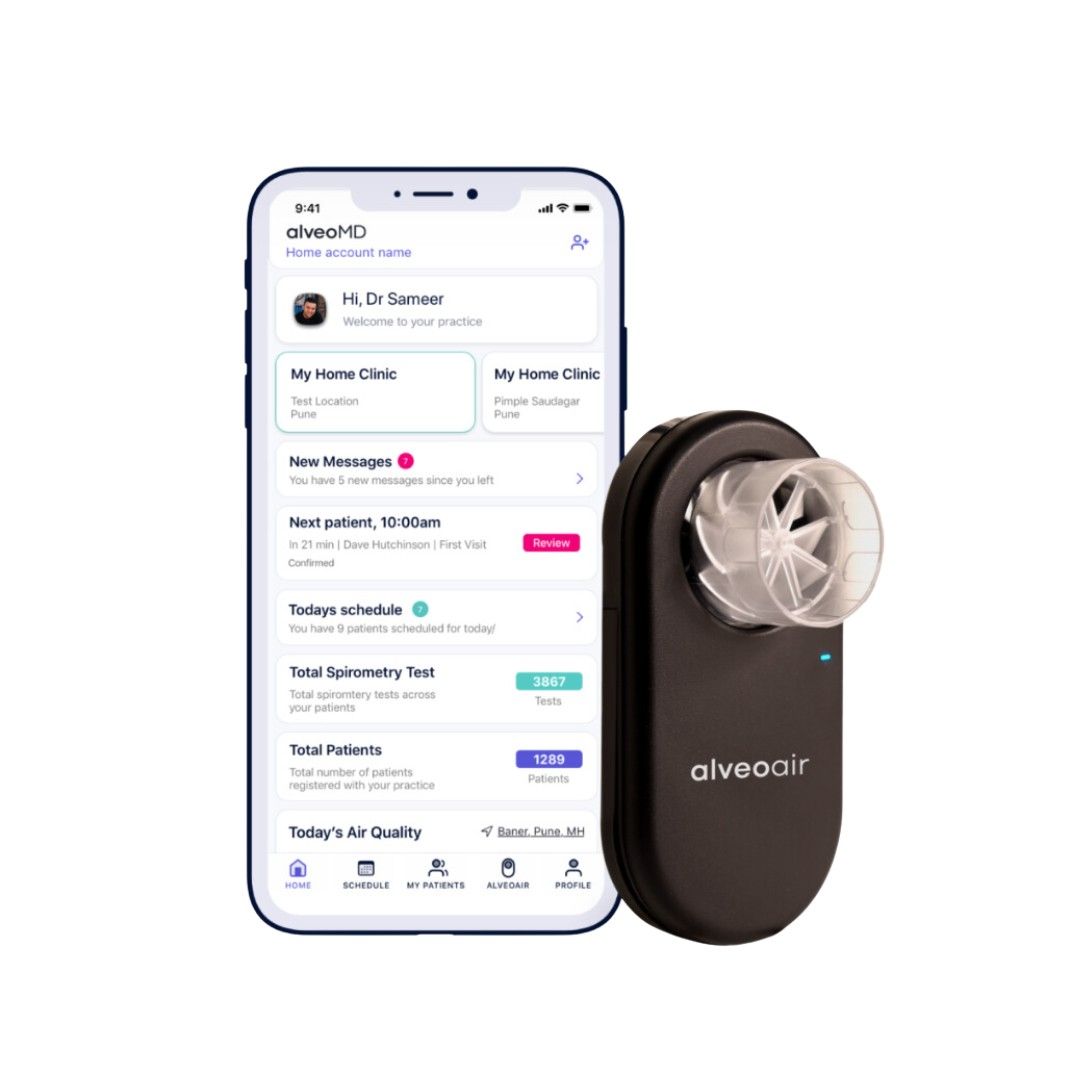 9:41
alveoMD
Home account name
Hi, Dr Sameer
Welcome to your practice
My Home Clinic
Test Location
Pune
My Home Clinic
Pimple Saudagar
Pune
New Messages 7
You have 5 new messages since you left
Next patient, 10:00am
In 21 min | Dave Hutchinson | First Visit
Confirmed
Review
Todays schedule 7
You have 9 patients scheduled for today/
Total Spirometry Test
Total spiromtery tests across
your patients
3867
Tests
Total Patients
Total number of patients
registered with your practice
1289
Patients
Today's Air Quality
Baner, Pune, MH
HOME
SCHEDULE
MY PATIENTS
ALVEOAIR
PROFILE
alveoair